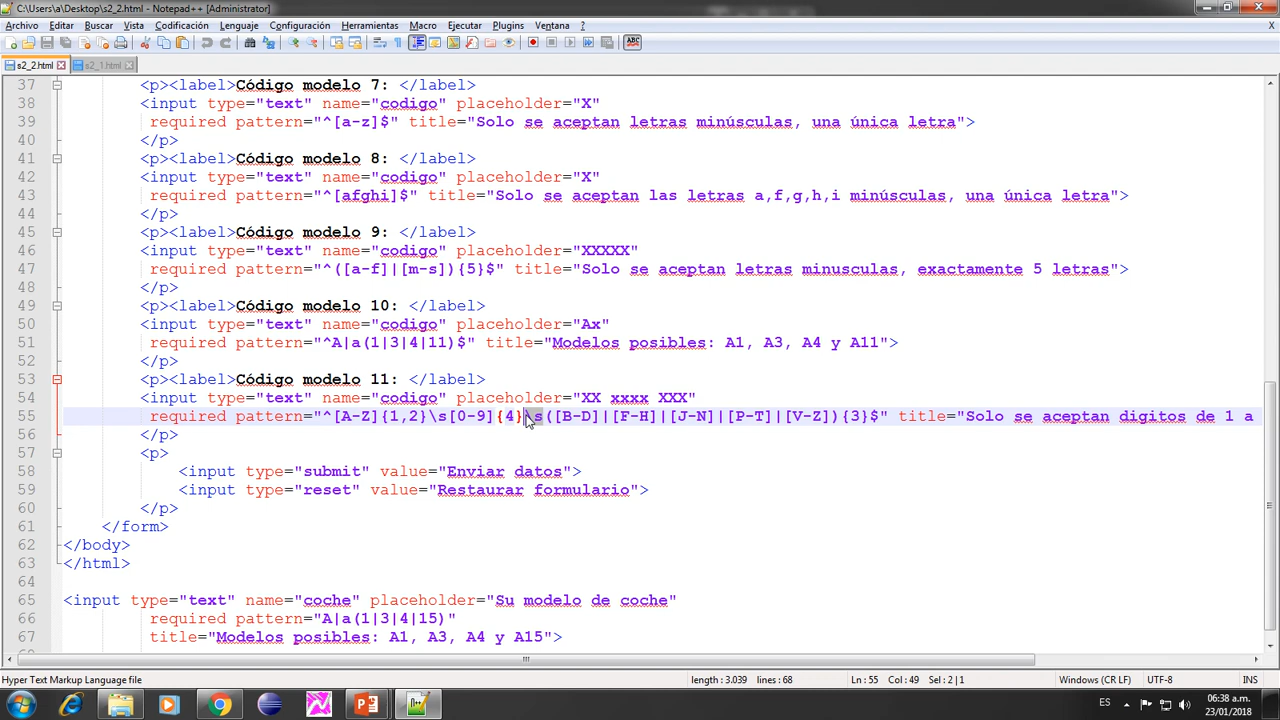 C:\Users\a\Desktop\s2_2.html - Notepad++ [Administrator]
Archivo Editar Buscar Vista Codificación Lenguaje Configuración Herramientas Macro Ejecutar Plugins Ventana ? X
s2_2.html s2_1.html
37 <p><label>Código modelo 7: </label>
38 <input type="text" name="codigo" placeholder="X"
39 required pattern="^[a-z]$" title="Solo se aceptan letras minúsculas, una única letra">
40 </p>
41 <p><label>Código modelo 8: </label>
42 <input type="text" name="codigo" placeholder="X"
43 required pattern="^[afghi]$" title="Solo se aceptan las letras a,f,g,h,i minúsculas, una única letra">
44 </p>
45 <p><label>Código modelo 9: </label>
46 <input type="text" name="codigo" placeholder="XXXXX"
47 required pattern="^([a-f]|[m-s]){5}$" title="Solo se aceptan letras minusculas, exactamente 5 letras">
48 </p>
49 <p><label>Código modelo 10: </label>
50 <input type="text" name="codigo" placeholder="Ax"
51 required pattern="^A|a(1|3|4|11)$" title="Modelos posibles: A1, A3, A4 y A11">
52 </p>
53 <p><label>Código modelo 11: </label>
54 <input type="text" name="codigo" placeholder="XX xxxx XXX"
55 required pattern="^[A-Z]{1,2}\s[0-9]{4}\s([B-D]|[F-H]|[J-N]|[P-T]|[V-Z]){3}$" title="Solo se aceptan digitos de 1 a
56 </p>
57 <p>
58 <input type="submit" value="Enviar datos">
59 <input type="reset" value="Restaurar formulario">
60 </p>
61 </form>
62 </body>
63 </html>
64
65 <input type="text" name="coche" placeholder="Su modelo de coche"
66 required pattern="A|a(1|3|4|15)"
67 title="Modelos posibles: A1, A3, A4 y A15">
Hyper Text Markup Language file length : 3.039 lines : 68 Ln : 55 Col : 49 Sel : 2 | 1 Windows (CR LF) UTF-8 INS
ES 06:38 a.m.
23/01/2018